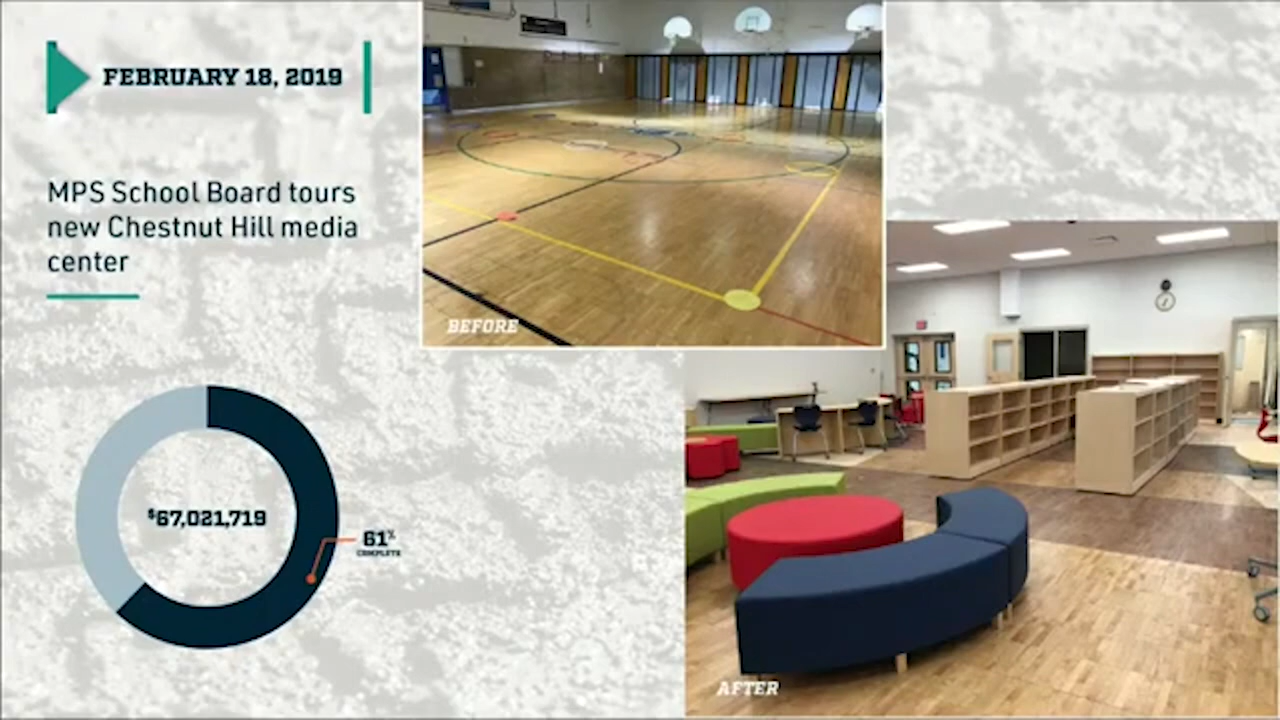 FEBRUARY 18, 2019
MPS School Board tours
new Chestnut Hill media
center
$67,021,719
61%
COMPLETE
BEFORE
AFTER